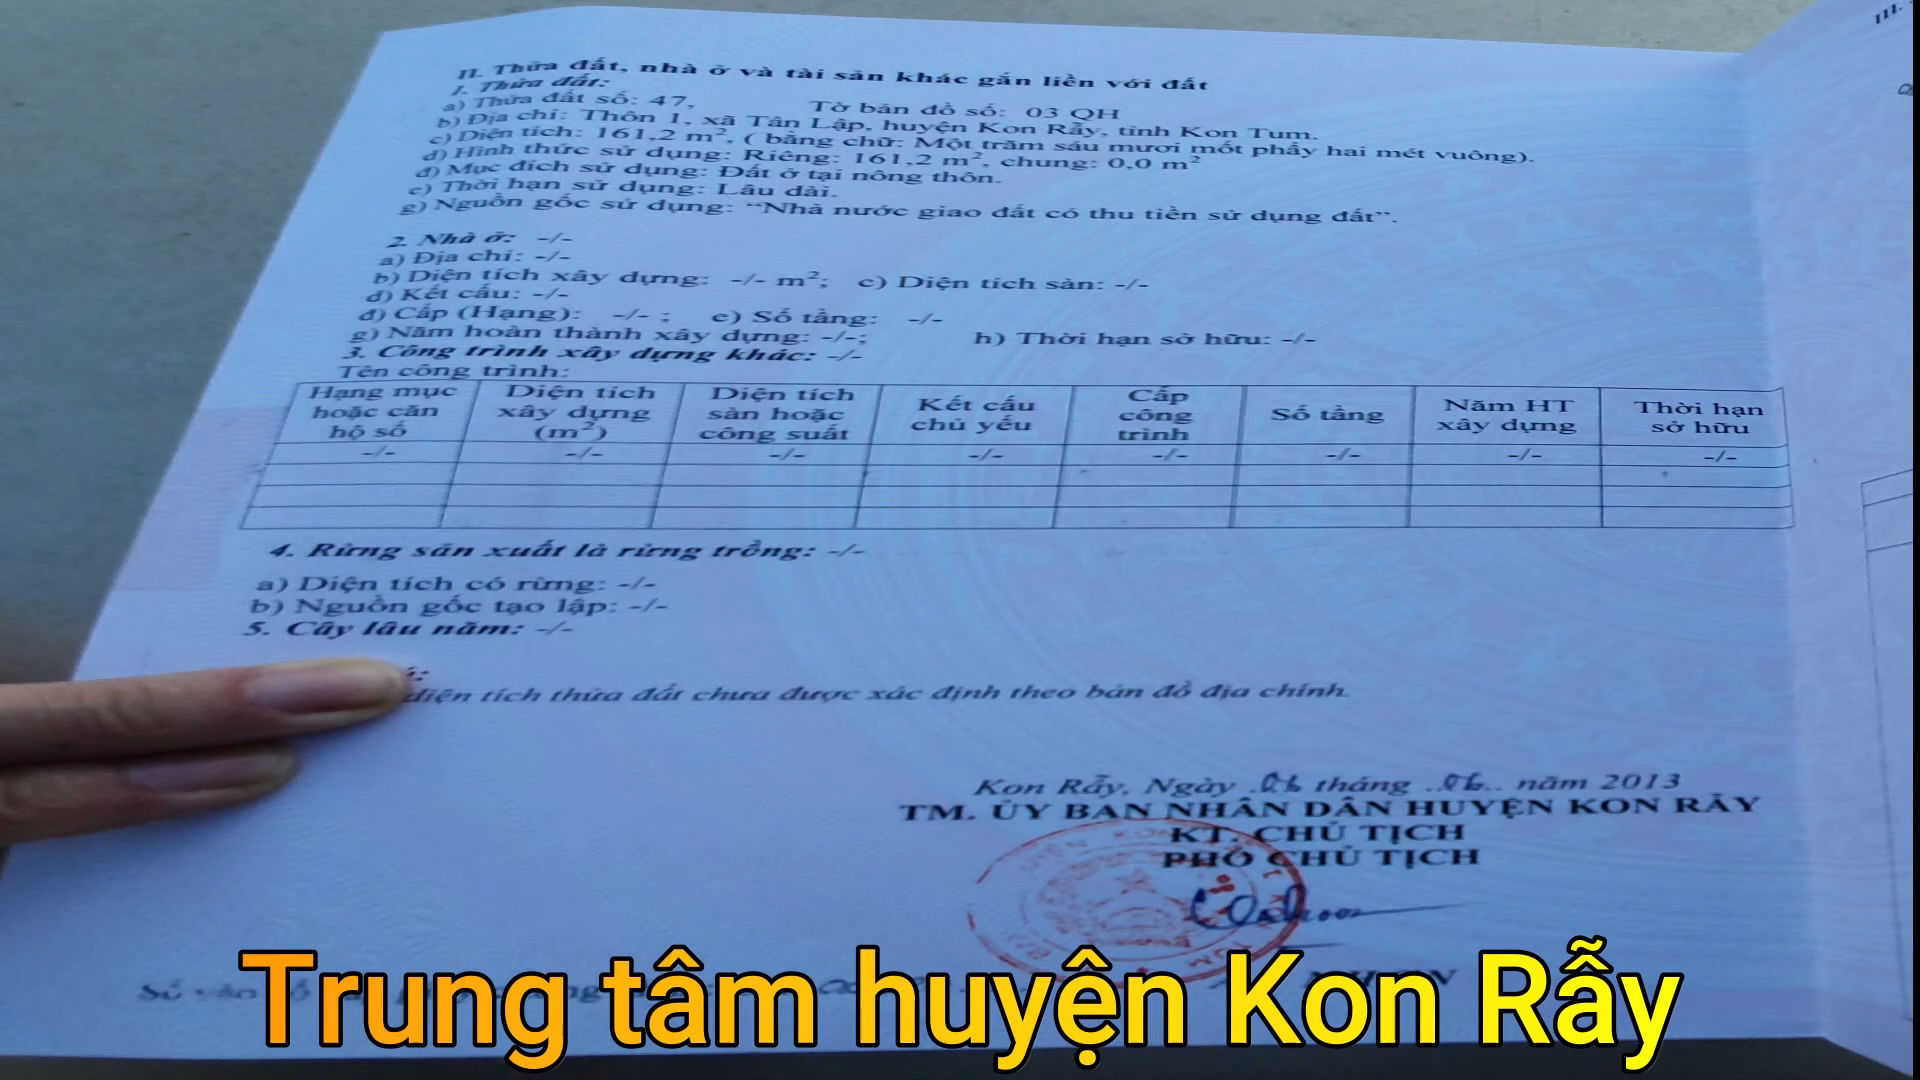 II. Thửa đất, nhà ở và tài sản khác gắn liền với đất
1. Thửa đất:
a) Thửa đất số: 47, Tờ bản đồ số: 03 QH
b) Địa chỉ: Thôn 1, xã Tân Lập, huyện Kon Rẫy, tỉnh Kon Tum.
c) Diện tích: 161,2 m², ( bằng chữ: Một trăm sáu mươi mốt phẩy hai mét vuông).
d) Hình thức sử dụng: Riêng: 161,2 m², chung: 0,0 m²
đ) Mục đích sử dụng: Đất ở tại nông thôn.
e) Thời hạn sử dụng: Lâu dài.
g) Nguồn gốc sử dụng: “Nhà nước giao đất có thu tiền sử dụng đất”.
2. Nhà ở: -/-
a) Địa chỉ: -/-
b) Diện tích xây dựng: -/- m²; c) Diện tích sàn: -/-
d) Kết cấu: -/-
đ) Cấp (Hạng): -/- ; e) Số tầng: -/-
g) Năm hoàn thành xây dựng: -/-; h) Thời hạn sở hữu: -/-
3. Công trình xây dựng khác: -/-
Tên công trình:
Hạng mục hoặc căn hộ số Diện tích xây dựng (m²) Diện tích sàn hoặc công suất Kết cấu chủ yếu Cấp công trình Số tầng Năm HT xây dựng Thời hạn sở hữu
-/- -/- -/- -/- -/- -/- -/- -/-
4. Rừng sản xuất là rừng trồng: -/-
a) Diện tích có rừng: -/-
b) Nguồn gốc tạo lập: -/-
5. Cây lâu năm: -/-
diện tích thửa đất chưa được xác định theo bản đồ địa chính.
Kon Rẫy, Ngày 06 tháng 06 năm 2013
TM. ỦY BAN NHÂN DÂN HUYỆN KON RẪY
KT. CHỦ TỊCH
PHÓ CHỦ TỊCH
Trung tâm huyện Kon Rẫy
III.